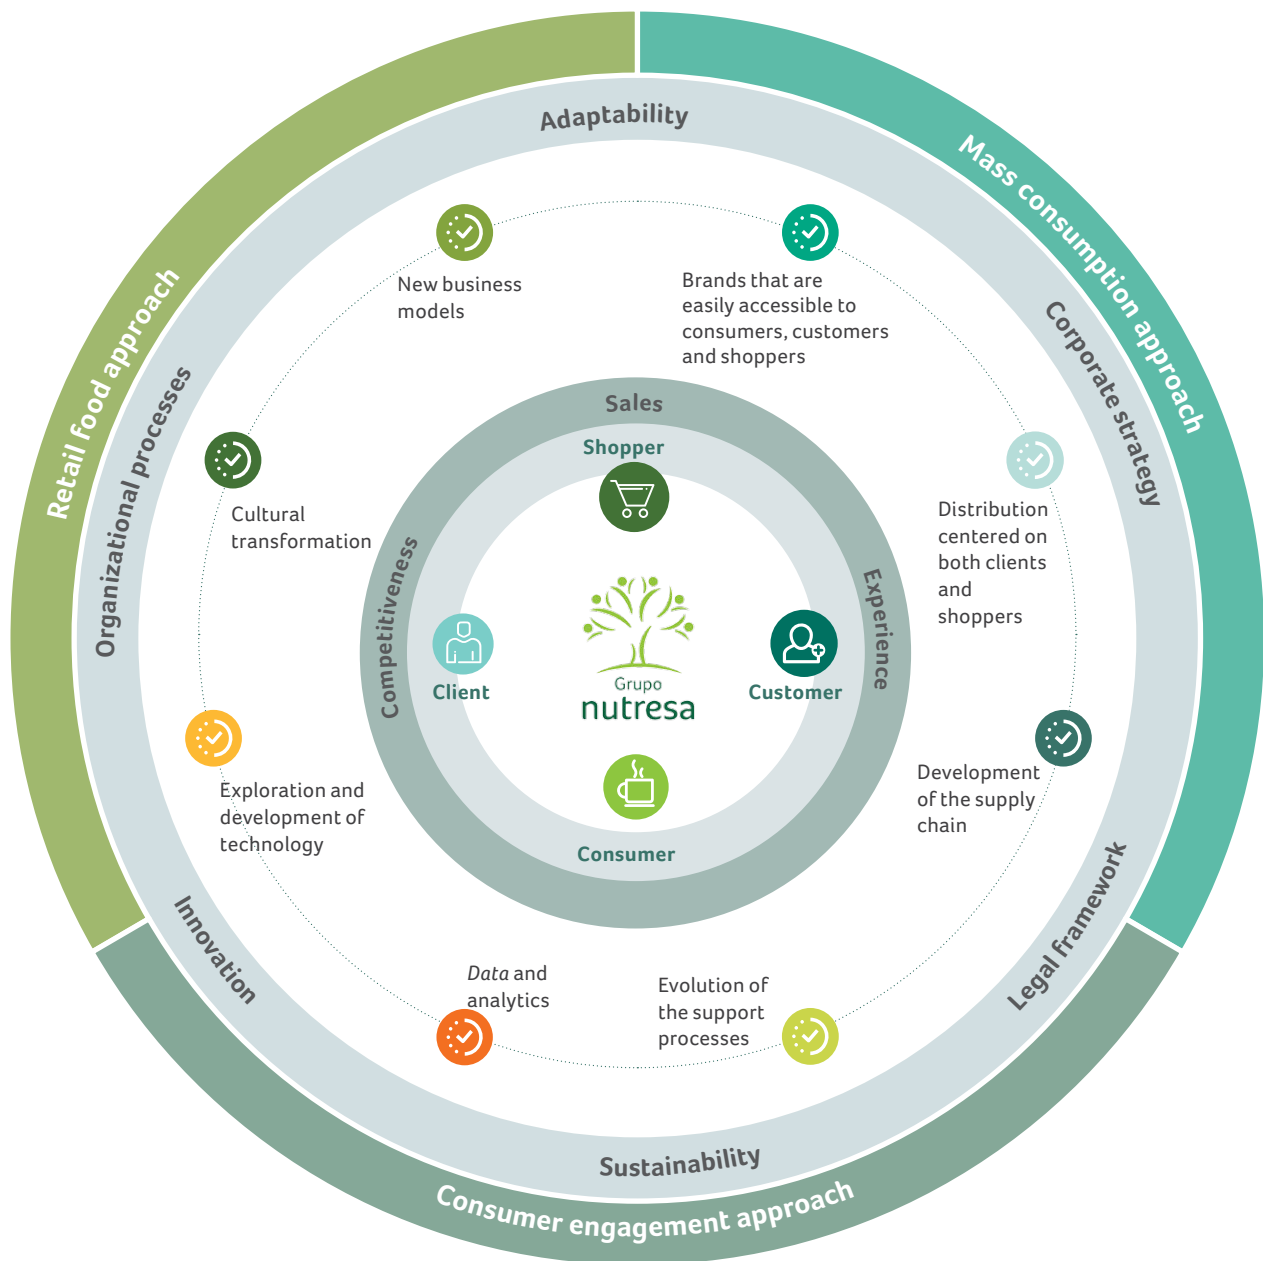 Adaptability
Mass consumption approach
Retail food approach
Corporate strategy
Organizational processes
New business
models
Brands that are
easily accessible to
consumers, customers
and shoppers
Cultural
transformation
Distribution
centered on
both clients
and
shoppers
Sales
Shopper
Competitiveness
Experience
Client
Grupo
nutresa
Customer
Consumer
Exploration and
development of
technology
Development
of the supply
chain
Innovation
Legal framework
Data and
analytics
Evolution of
the support
processes
Sustainability
Consumer engagement approach